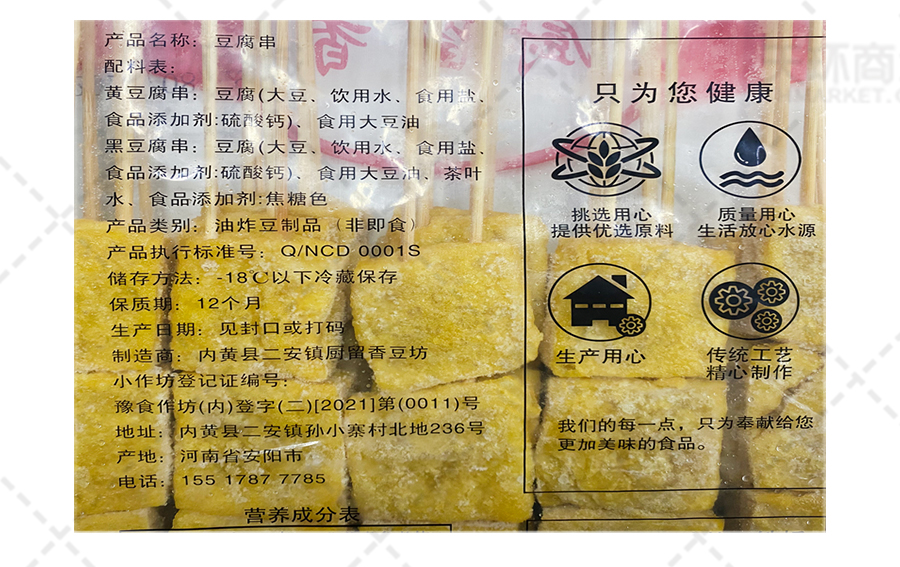 香
产品名称：豆腐串
配料表:
黄豆腐串：豆腐(大豆、饮用水、食用盐、
食品添加剂:硫酸钙)、食用大豆油
黑豆腐串：豆腐(大豆、饮用水、食用盐、
食品添加剂:硫酸钙)、食用大豆油、茶叶
水、食品添加剂:焦糖色
产品类别：油炸豆制品（非即食）
产品执行标准号：Q/NCD 0001S
储存方法：-18℃以下冷藏保存
保质期：12个月
生产日期：见封口或打码
制造商：内黄县二安镇厨留香豆坊
小作坊登记证编号:
豫食作坊(内)登字(二)[2021]第(0011)号
地址：内黄县二安镇孙小寨村北地236号
产地：河南省安阳市
电话：155 1787 7785
营养成分表
只为您健康
挑选用心
提供优选原料
质量用心
生活放心水源
生产用心
传统工艺
精心制作
我们的每一点，只为奉献给您
更加美味的食品。
环商
MARKET.C